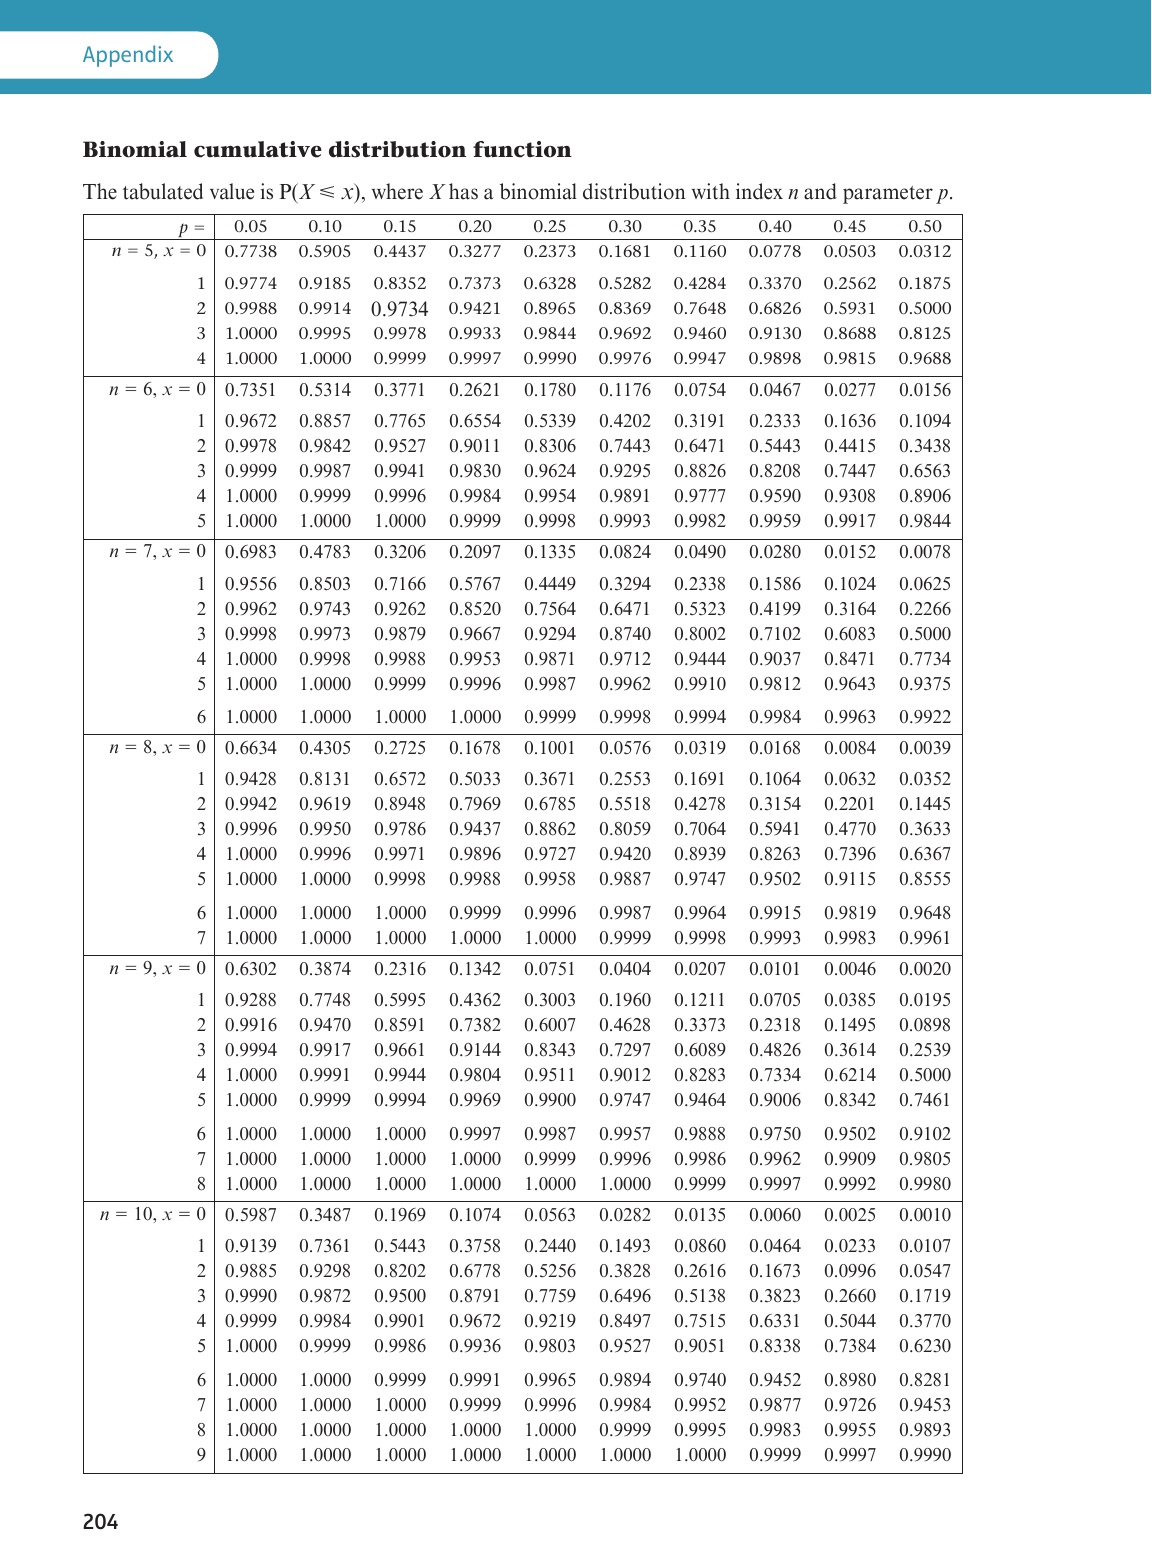 Appendix
Binomial cumulative distribution function
The tabulated value is P(X ⩽ x), where X has a binomial distribution with index n and parameter p.
p = 0.05 0.10 0.15 0.20 0.25 0.30 0.35 0.40 0.45 0.50
n = 5, x = 0 0.7738 0.5905 0.4437 0.3277 0.2373 0.1681 0.1160 0.0778 0.0503 0.0312
1 0.9774 0.9185 0.8352 0.7373 0.6328 0.5282 0.4284 0.3370 0.2562 0.1875
2 0.9988 0.9914 0.9734 0.9421 0.8965 0.8369 0.7648 0.6826 0.5931 0.5000
3 1.0000 0.9995 0.9978 0.9933 0.9844 0.9692 0.9460 0.9130 0.8688 0.8125
4 1.0000 1.0000 0.9999 0.9997 0.9990 0.9976 0.9947 0.9898 0.9815 0.9688
n = 6, x = 0 0.7351 0.5314 0.3771 0.2621 0.1780 0.1176 0.0754 0.0467 0.0277 0.0156
1 0.9672 0.8857 0.7765 0.6554 0.5339 0.4202 0.3191 0.2333 0.1636 0.1094
2 0.9978 0.9842 0.9527 0.9011 0.8306 0.7443 0.6471 0.5443 0.4415 0.3438
3 0.9999 0.9987 0.9941 0.9830 0.9624 0.9295 0.8826 0.8208 0.7447 0.6563
4 1.0000 0.9999 0.9996 0.9984 0.9954 0.9891 0.9777 0.9590 0.9308 0.8906
5 1.0000 1.0000 1.0000 0.9999 0.9998 0.9993 0.9982 0.9959 0.9917 0.9844
n = 7, x = 0 0.6983 0.4783 0.3206 0.2097 0.1335 0.0824 0.0490 0.0280 0.0152 0.0078
1 0.9556 0.8503 0.7166 0.5767 0.4449 0.3294 0.2338 0.1586 0.1024 0.0625
2 0.9962 0.9743 0.9262 0.8520 0.7564 0.6471 0.5323 0.4199 0.3164 0.2266
3 0.9998 0.9973 0.9879 0.9667 0.9294 0.8740 0.8002 0.7102 0.6083 0.5000
4 1.0000 0.9998 0.9988 0.9953 0.9871 0.9712 0.9444 0.9037 0.8471 0.7734
5 1.0000 1.0000 0.9999 0.9996 0.9987 0.9962 0.9910 0.9812 0.9643 0.9375
6 1.0000 1.0000 1.0000 1.0000 0.9999 0.9998 0.9994 0.9984 0.9963 0.9922
n = 8, x = 0 0.6634 0.4305 0.2725 0.1678 0.1001 0.0576 0.0319 0.0168 0.0084 0.0039
1 0.9428 0.8131 0.6572 0.5033 0.3671 0.2553 0.1691 0.1064 0.0632 0.0352
2 0.9942 0.9619 0.8948 0.7969 0.6785 0.5518 0.4278 0.3154 0.2201 0.1445
3 0.9996 0.9950 0.9786 0.9437 0.8862 0.8059 0.7064 0.5941 0.4770 0.3633
4 1.0000 0.9996 0.9971 0.9896 0.9727 0.9420 0.8939 0.8263 0.7396 0.6367
5 1.0000 1.0000 0.9998 0.9988 0.9958 0.9887 0.9747 0.9502 0.9115 0.8555
6 1.0000 1.0000 1.0000 0.9999 0.9996 0.9987 0.9964 0.9915 0.9819 0.9648
7 1.0000 1.0000 1.0000 1.0000 1.0000 0.9999 0.9998 0.9993 0.9983 0.9961
n = 9, x = 0 0.6302 0.3874 0.2316 0.1342 0.0751 0.0404 0.0207 0.0101 0.0046 0.0020
1 0.9288 0.7748 0.5995 0.4362 0.3003 0.1960 0.1211 0.0705 0.0385 0.0195
2 0.9916 0.9470 0.8591 0.7382 0.6007 0.4628 0.3373 0.2318 0.1495 0.0898
3 0.9994 0.9917 0.9661 0.9144 0.8343 0.7297 0.6089 0.4826 0.3614 0.2539
4 1.0000 0.9991 0.9944 0.9804 0.9511 0.9012 0.8283 0.7334 0.6214 0.5000
5 1.0000 0.9999 0.9994 0.9969 0.9900 0.9747 0.9464 0.9006 0.8342 0.7461
6 1.0000 1.0000 1.0000 0.9997 0.9987 0.9957 0.9888 0.9750 0.9502 0.9102
7 1.0000 1.0000 1.0000 1.0000 0.9999 0.9996 0.9986 0.9962 0.9909 0.9805
8 1.0000 1.0000 1.0000 1.0000 1.0000 1.0000 0.9999 0.9997 0.9992 0.9980
n = 10, x = 0 0.5987 0.3487 0.1969 0.1074 0.0563 0.0282 0.0135 0.0060 0.0025 0.0010
1 0.9139 0.7361 0.5443 0.3758 0.2440 0.1493 0.0860 0.0464 0.0233 0.0107
2 0.9885 0.9298 0.8202 0.6778 0.5256 0.3828 0.2616 0.1673 0.0996 0.0547
3 0.9990 0.9872 0.9500 0.8791 0.7759 0.6496 0.5138 0.3823 0.2660 0.1719
4 0.9999 0.9984 0.9901 0.9672 0.9219 0.8497 0.7515 0.6331 0.5044 0.3770
5 1.0000 0.9999 0.9986 0.9936 0.9803 0.9527 0.9051 0.8338 0.7384 0.6230
6 1.0000 1.0000 0.9999 0.9991 0.9965 0.9894 0.9740 0.9452 0.8980 0.8281
7 1.0000 1.0000 1.0000 0.9999 0.9996 0.9984 0.9952 0.9877 0.9726 0.9453
8 1.0000 1.0000 1.0000 1.0000 1.0000 0.9999 0.9995 0.9983 0.9955 0.9893
9 1.0000 1.0000 1.0000 1.0000 1.0000 1.0000 1.0000 0.9999 0.9997 0.9990
204